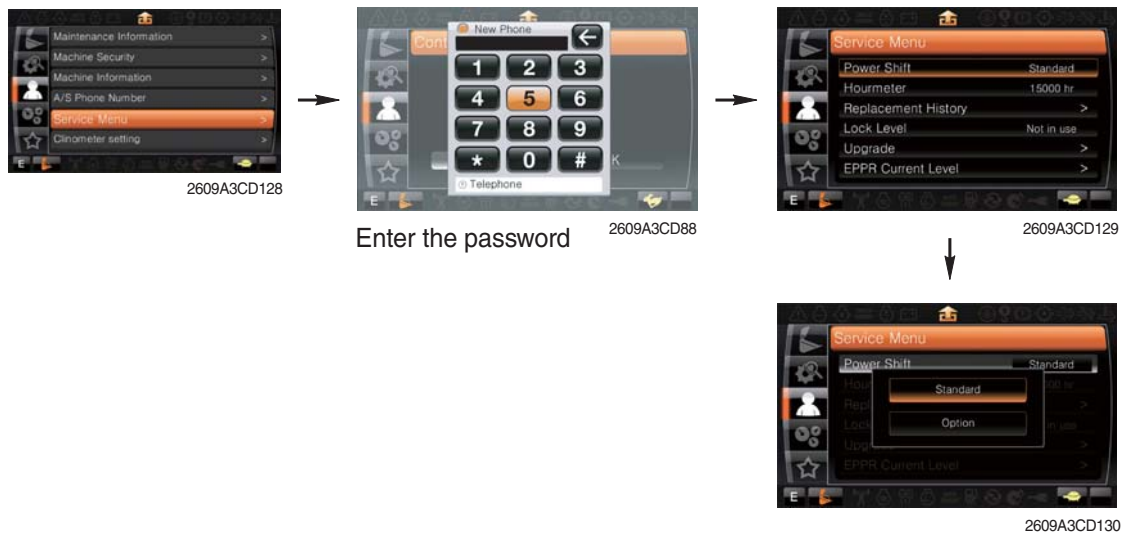 Maintenance Information >
Machine Security >
Machine Information >
A/S Phone Number >
Service Menu >
Clinometer setting >
E
2609A3CD128
New Phone
Cont
1 2 3
4 5 6
7 8 9
* 0 #
K
Telephone
E
Enter the password
2609A3CD88
Service Menu
Power Shift Standard
Hourmeter 15000 hr
Replacement History >
Lock Level Not in use
Upgrade >
EPPR Current Level >
E
2609A3CD129
Service Menu
Power Shift Standard
Standard
Option
EPPR Current Level >
E
2609A3CD130